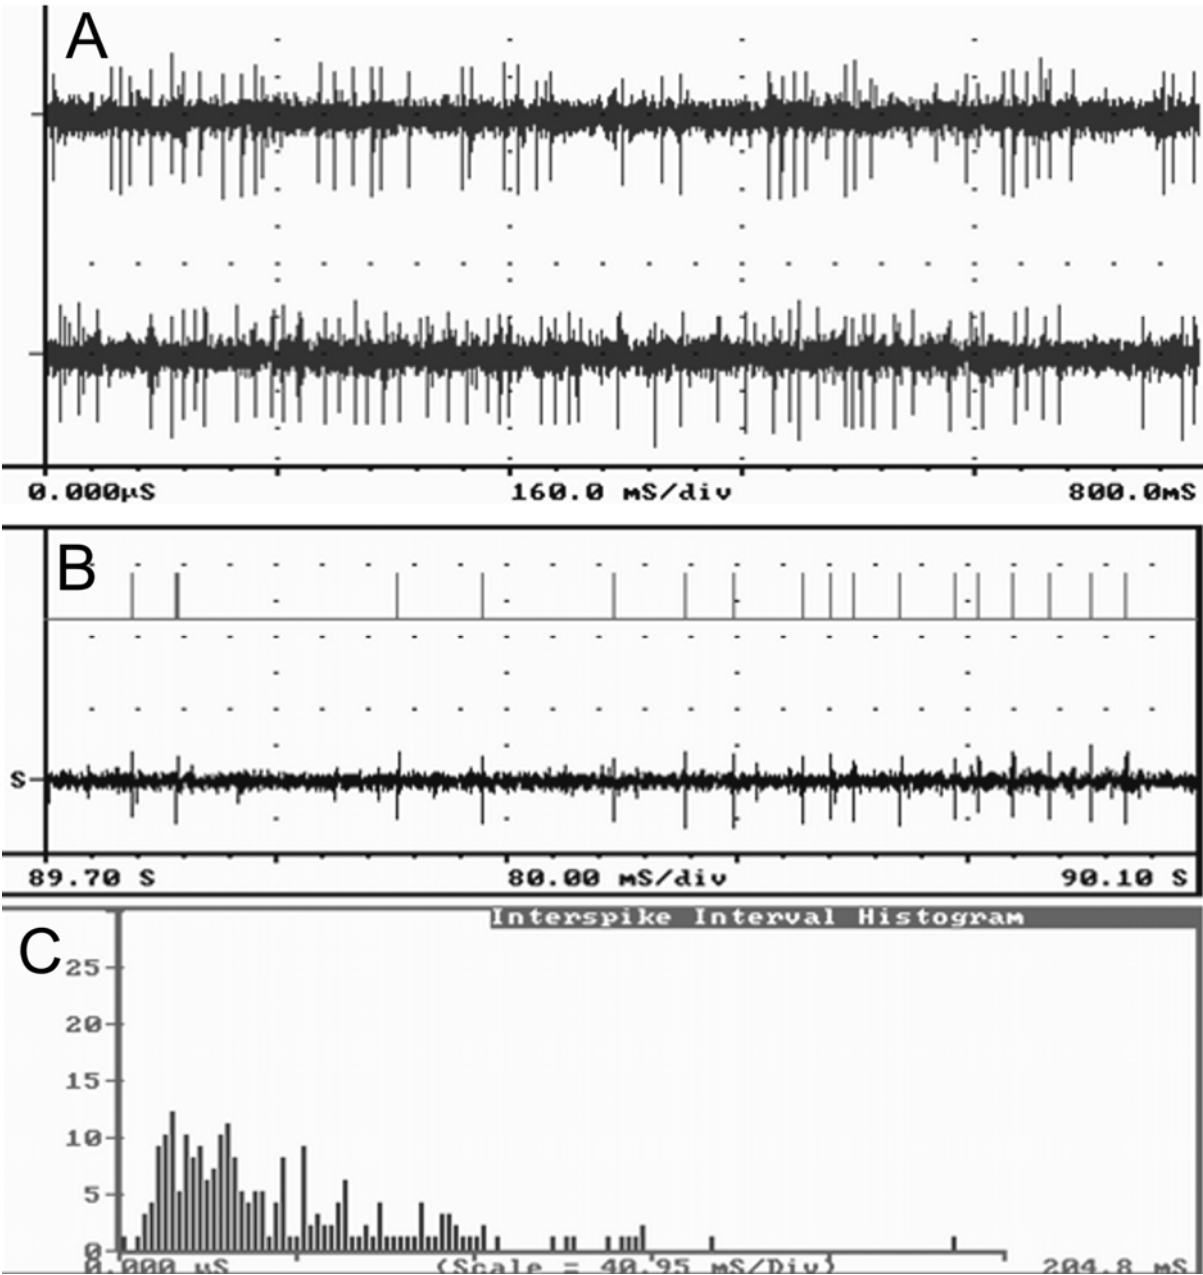 A
0.000µS 160.0 mS/div 800.0mS
B
S
89.70 S 80.00 mS/div 90.10 S
Interspike Interval Histogram
C
25
20
15
10
5
0
0.000 µS (Scale = 40.95 mS/Div) 204.8 mS